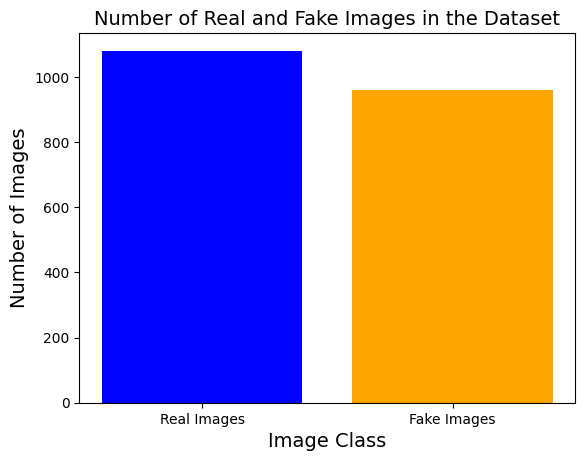 Number of Real and Fake Images in the Dataset
Number of Images
1000
800
600
400
200
0
Real Images Fake Images
Image Class